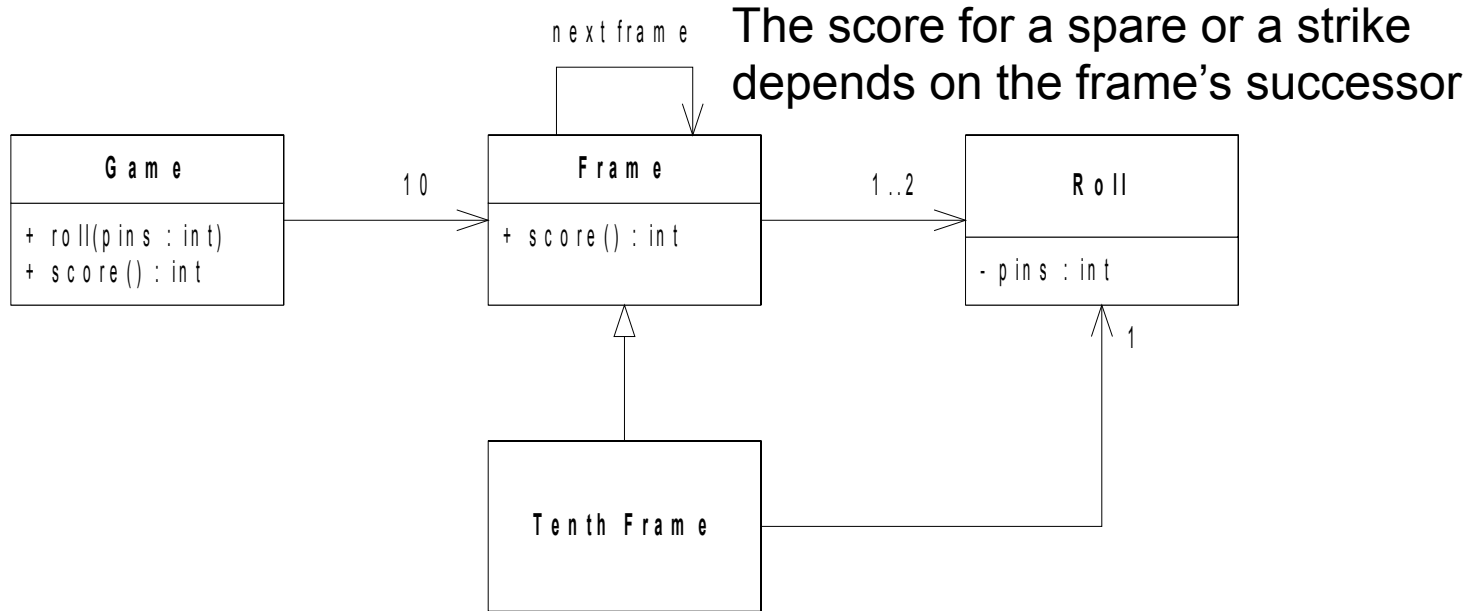 next frame
The score for a spare or a strike
depends on the frame’s successor
Game
+ roll(pins : int)
+ score() : int
10
Frame
+ score() : int
1..2
Roll
- pins : int
1
Tenth Frame